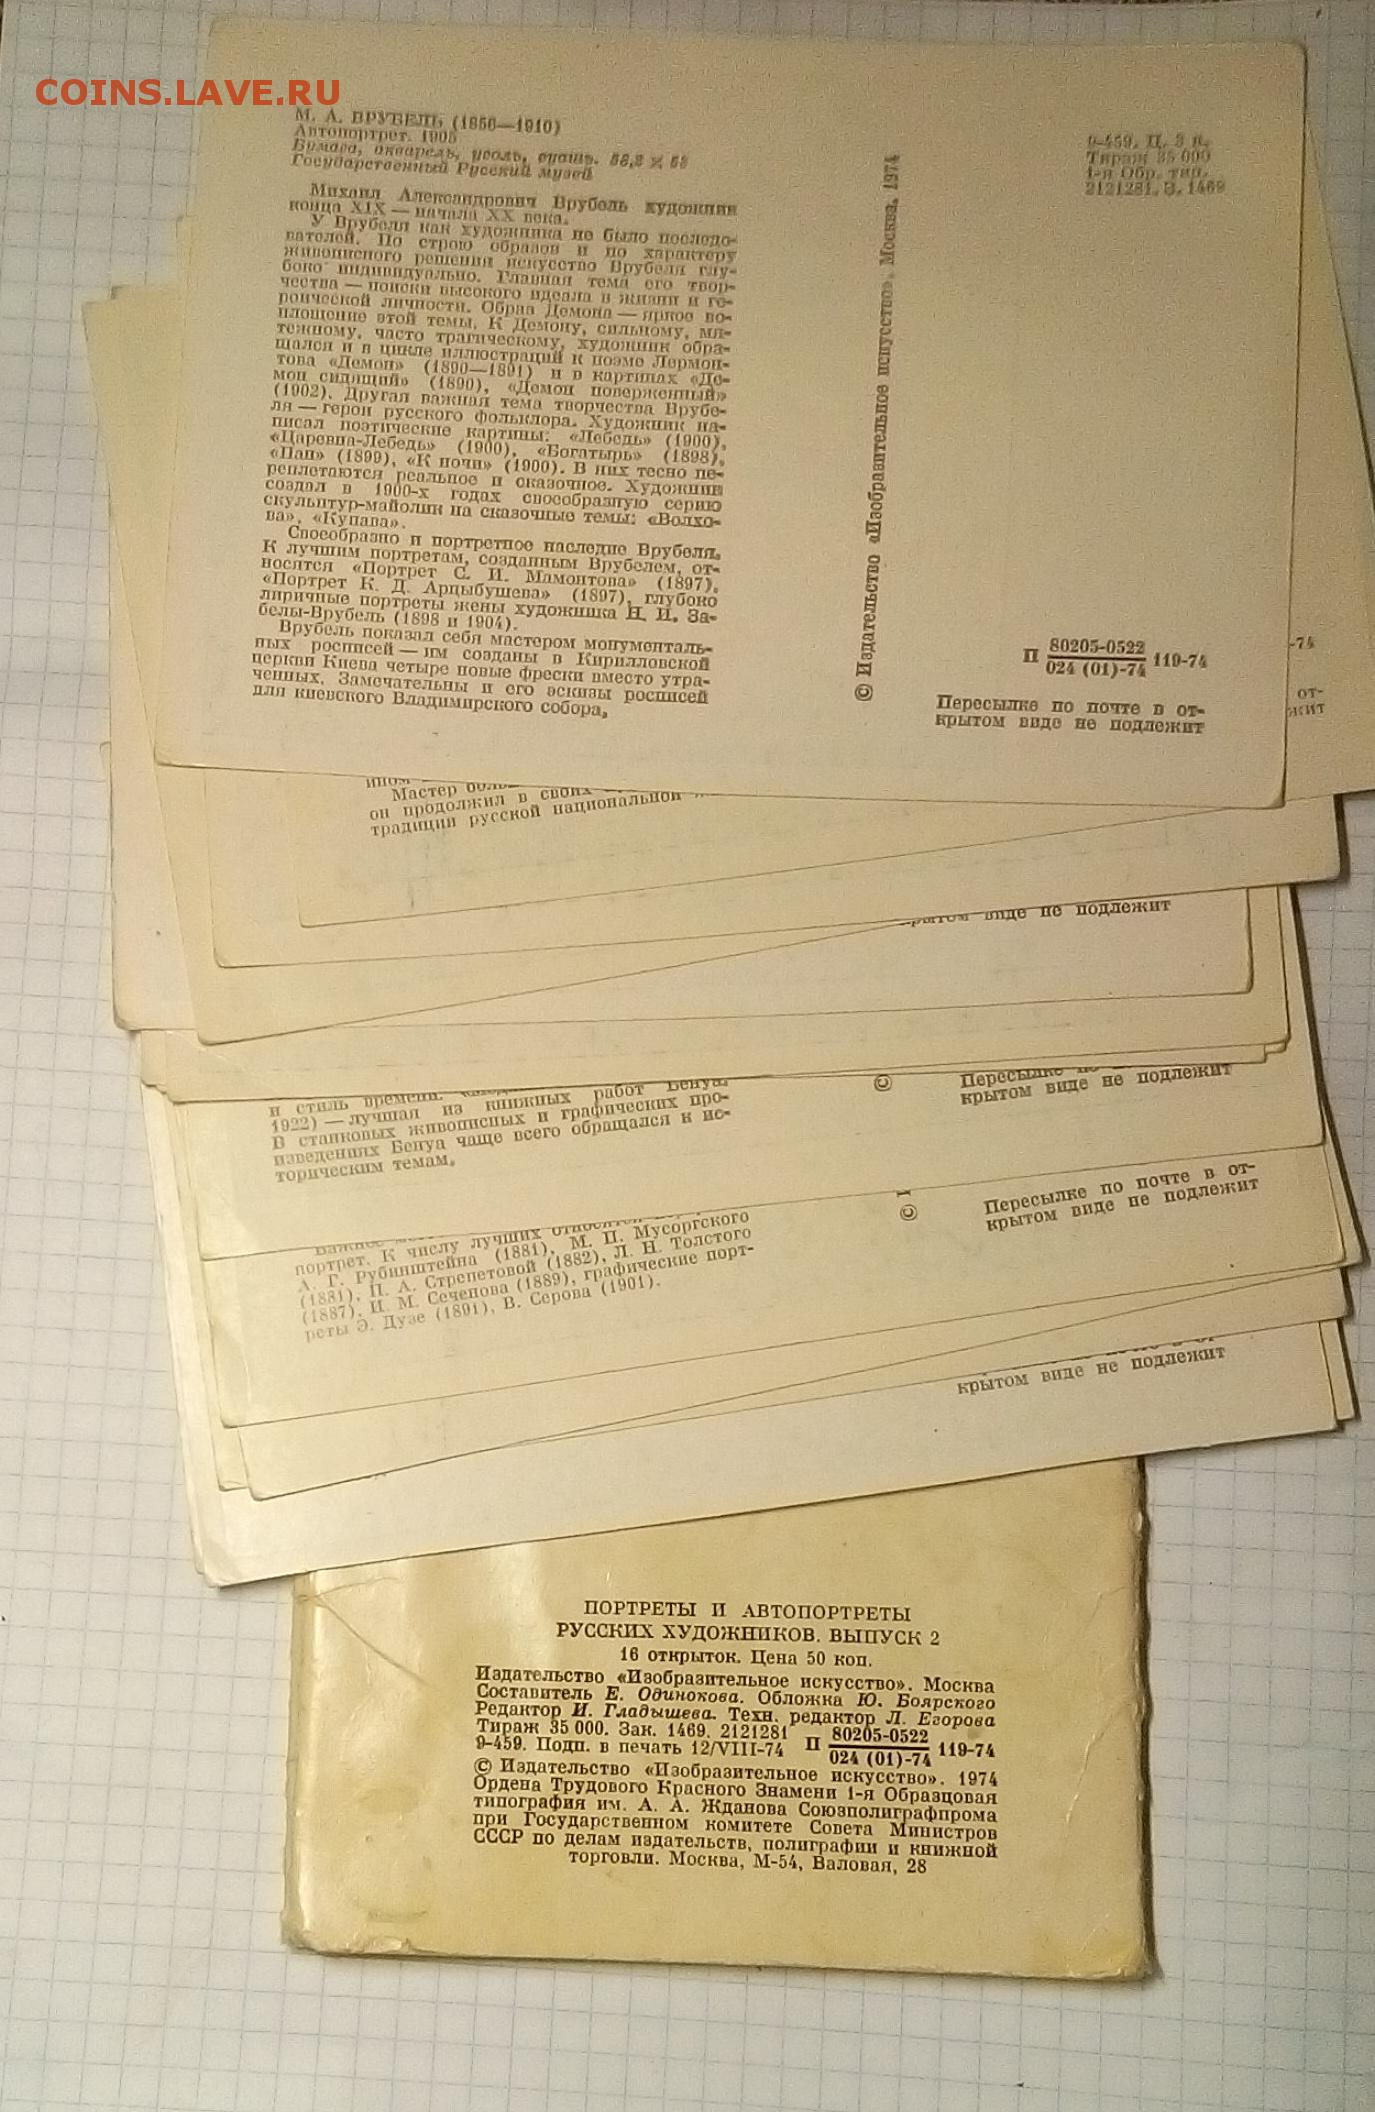 COINS.LAVE.RU
М. А. ВРУБЕЛЬ (1856—1910)
Автопортрет. 1905
Бумага, акварель, уголь, гуашь. 58,2 × 53
Государственный Русский музей
Михаил Александрович Врубель художник
конца XIX — начала XX века.
У Врубеля как художника не было последо-
вателей. По строю образов и по характеру
живописного решения искусство Врубеля глу-
боко индивидуально. Главная тема его твор-
чества — поиски высокого идеала в жизни и ге-
роической личности. Образ Демона — яркое во-
площение этой темы. К Демону, сильному, мя-
тежному, часто трагическому, художник обра-
щался и в цикле иллюстраций к поэме Лермон-
това «Демон» (1890—1891) и в картинах «Де-
мон сидящий» (1890), «Демон поверженный»
(1902). Другая важная тема творчества Врубе-
ля — герои русского фольклора. Художник на-
писал поэтические картины: «Лебедь» (1900),
«Царевна-Лебедь» (1900), «Богатырь» (1898),
«Пан» (1899), «К ночи» (1900). В них тесно пе-
реплетаются реальное и сказочное. Художник
создал в 1900-х годах своеобразную серию
скульптур-майолик на сказочные темы: «Волхо-
ва», «Купава».
Своеобразно и портретное наследие Врубеля.
К лучшим портретам, созданным Врубелем, от-
носятся «Портрет С. И. Мамонтова» (1897),
«Портрет К. Д. Арцыбушева» (1897), глубоко
лиричные портреты жены художника Н. И. За-
белы-Врубель (1898 и 1904).
Врубель показал себя мастером монументаль-
ных росписей — им созданы в Кирилловской
церкви Киева четыре новые фрески вместо утра-
ченных. Замечательны и его эскизы росписей
для киевского Владимирского собора.
© Издательство «Изобразительное искусство». Москва. 1974
9-459. Ц. 3 к.
Тираж 35 000
1-я Обр. тип.
2121281. З. 1469
П 80205-0522
024 (01)-74 119-74
Пересылке по почте в от-
крытом виде не подлежит
-74
от-
жит
Мастер
он продолжил в своих
традиции русской национальной
крытом виде не подлежит
и стиль времени.
1922) — лучшая из книжных работ Бенуа.
В станковых живописных и графических про-
изведениях Бенуа чаще всего обращался к ис-
торическим темам.
©
Пересылке по
крытом виде не подлежит
портрет. К числу лучших относятся
А. Г. Рубинштейна (1881), М. П. Мусоргского
(1881), П. А. Стрепетовой (1882), Л. Н. Толстого
(1887), И. М. Сеченова (1889), графические порт-
реты Э. Дузе (1891), В. Серова (1901).
©
Пересылке по почте в от-
крытом виде не подлежит
крытом виде не подлежит
ПОРТРЕТЫ И АВТОПОРТРЕТЫ
РУССКИХ ХУДОЖНИКОВ. ВЫПУСК 2
16 открыток. Цена 50 коп.
Издательство «Изобразительное искусство». Москва
Составитель Е. Одинокова. Обложка Ю. Боярского
Редактор И. Гладышева. Техн. редактор Л. Егорова
Тираж 35 000. Зак. 1469. 2121281
9-459. Подп. в печать 12/VIII-74 П 80205-0522
024 (01)-74 119-74
© Издательство «Изобразительное искусство». 1974
Ордена Трудового Красного Знамени 1-я Образцовая
типография им. А. А. Жданова Союзполиграфпрома
при Государственном комитете Совета Министров
СССР по делам издательств, полиграфии и книжной
торговли. Москва, М-54, Валовая, 28